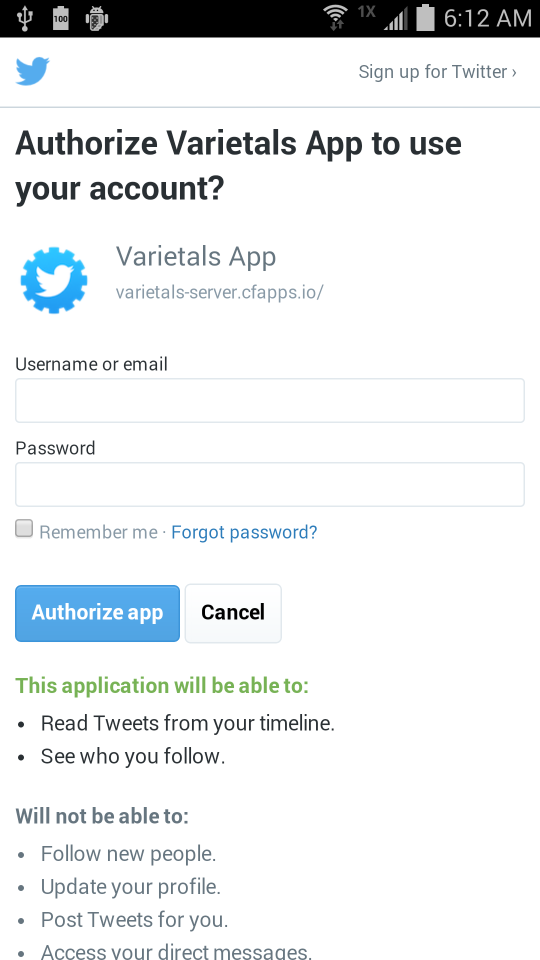 100
1X
6:12 AM
Sign up for Twitter ›
Authorize Varietals App to use
your account?
Varietals App
varietals-server.cfapps.io/
Username or email
Password
Remember me · Forgot password?
Authorize app
Cancel
This application will be able to:
• Read Tweets from your timeline.
• See who you follow.
Will not be able to:
• Follow new people.
• Update your profile.
• Post Tweets for you.
• Access your direct messages.